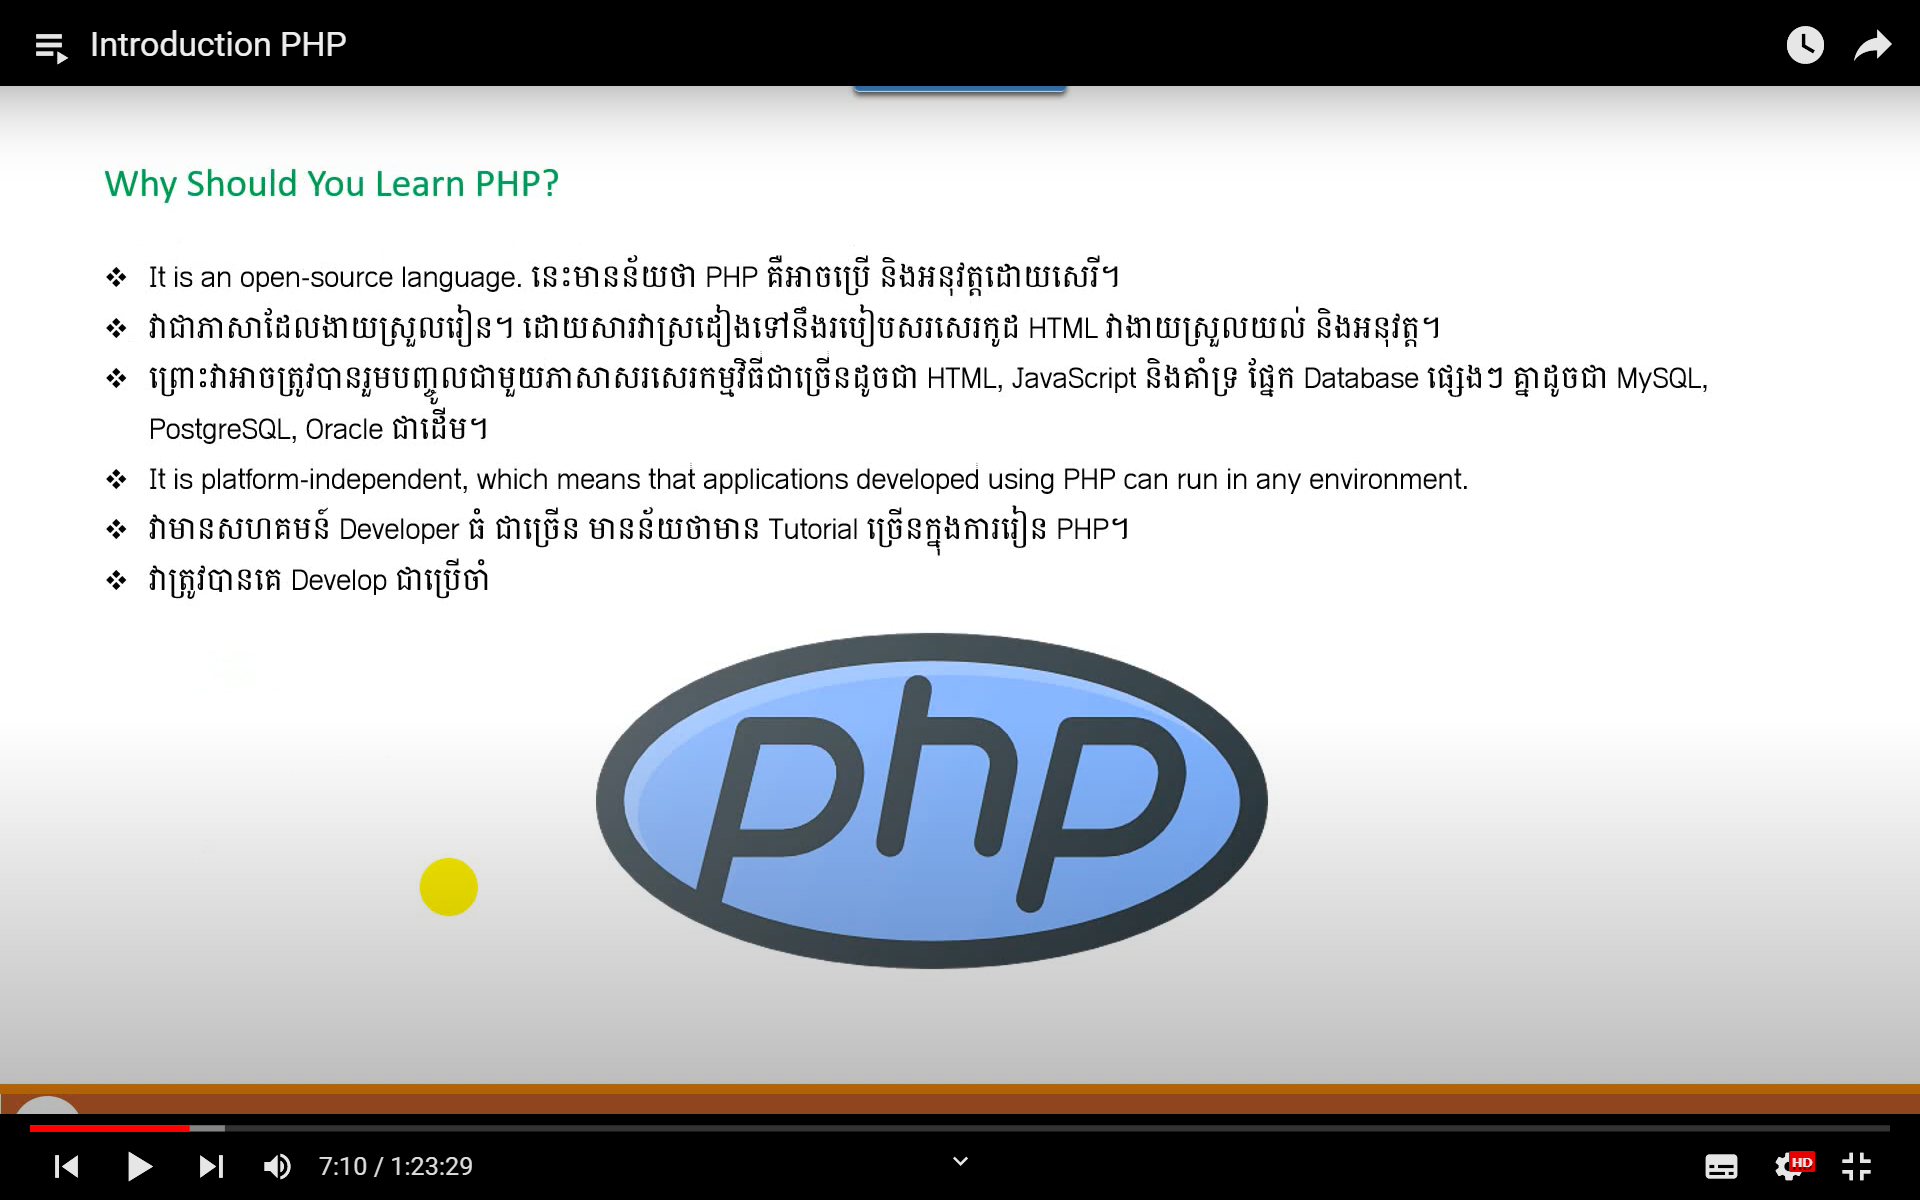 Introduction PHP
Why Should You Learn PHP?
❖ It is an open-source language. នេះមានន័យថា PHP គឺអាចប្រើ និងអនុវត្តដោយសេរី។
❖ វាជាភាសាដែលងាយស្រួលរៀន។ ដោយសារវាស្រដៀងទៅនឹងរបៀបសរសេរកូដ HTML វាងាយស្រួលយល់ និងអនុវត្ត។
❖ ព្រោះវាអាចត្រូវបានរួមបញ្ចូលជាមួយភាសាសរសេរកម្មវិធីជាច្រើនដូចជា HTML, JavaScript និងគាំទ្រ ផ្នែក Database ផ្សេងៗ គ្នាដូចជា MySQL,
PostgreSQL, Oracle ជាដើម។
❖ It is platform-independent, which means that applications developed using PHP can run in any environment.
❖ វាមានសហគមន៍ Developer ធំ ជាច្រើន មានន័យថាមាន Tutorial ច្រើនក្នុងការរៀន PHP។
❖ វាត្រូវបានគេ Develop ជាប្រើចាំ
php
7:10 / 1:23:29
HD